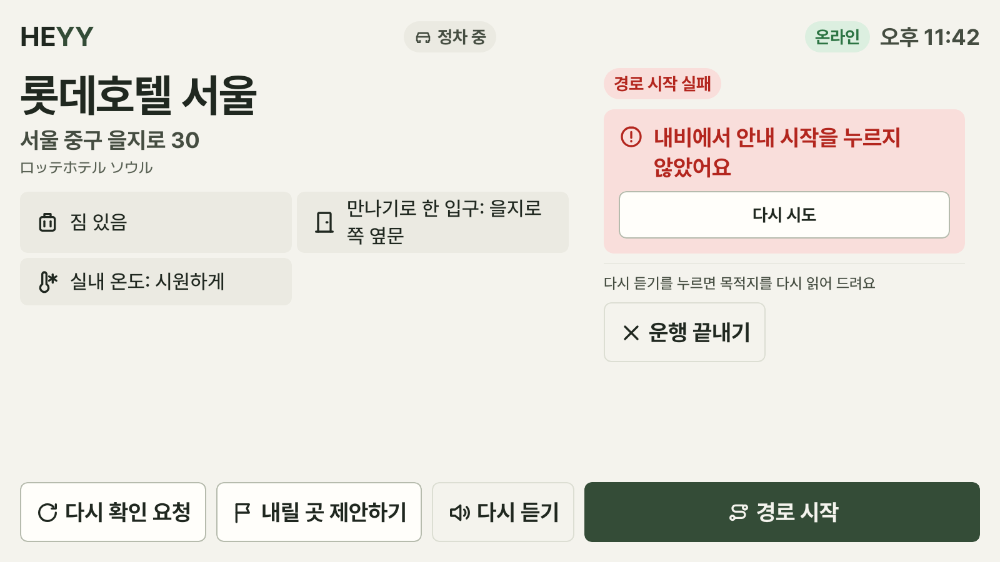 HEYY
정차 중
온라인
오후 11:42
롯데호텔 서울
서울 중구 을지로 30
ロッテホテル ソウル
짐 있음
만나기로 한 입구: 을지로
쪽 옆문
실내 온도: 시원하게
경로 시작 실패
내비에서 안내 시작을 누르지
않았어요
다시 시도
다시 듣기를 누르면 목적지를 다시 읽어 드려요
운행 끝내기
다시 확인 요청
내릴 곳 제안하기
다시 듣기
경로 시작